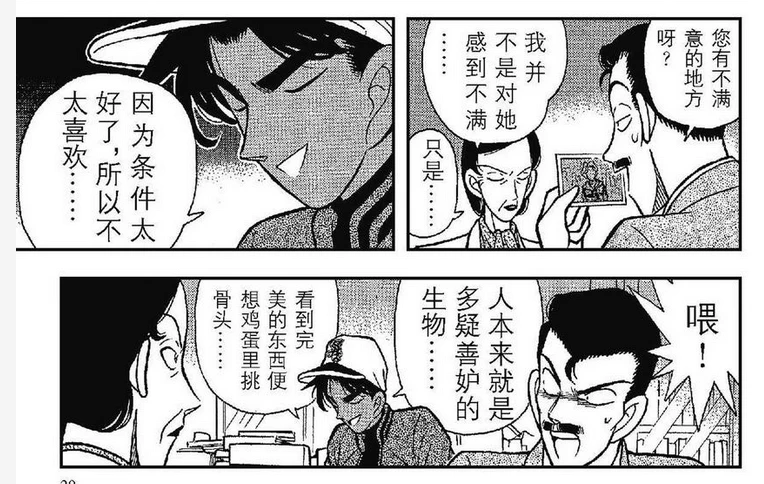 您有不满
意的地方
呀？
我并
不是对她
感到不满
……
只是……
因为条件太
好了，所以不
太喜欢……
喂！
人本来就是
多疑善妒的
生物……
看到完
美的东西便
想鸡蛋里挑
骨头……